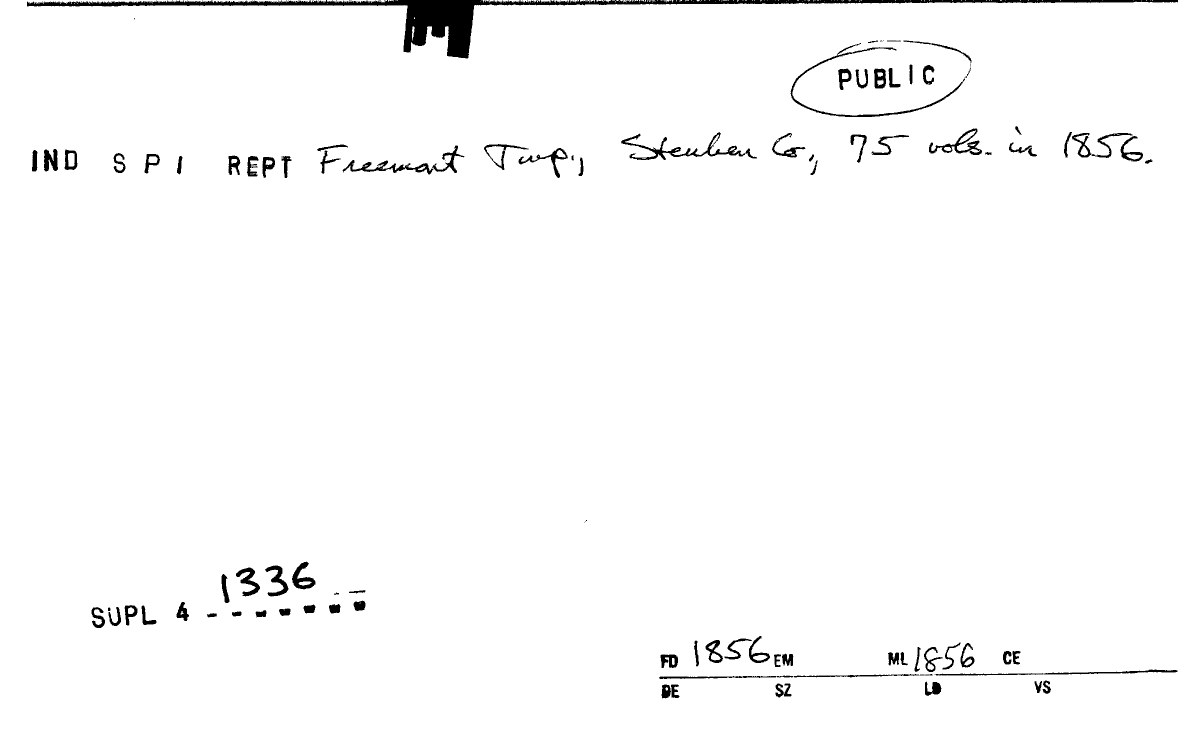 PUBLIC
IND S P I REPT Freemont Twp., Steuben Co., 75 vols. in 1856.
1336
SUPL 4 - - - - - - -
FD 1856 EM ML 1856 CE
DE SZ LD VS